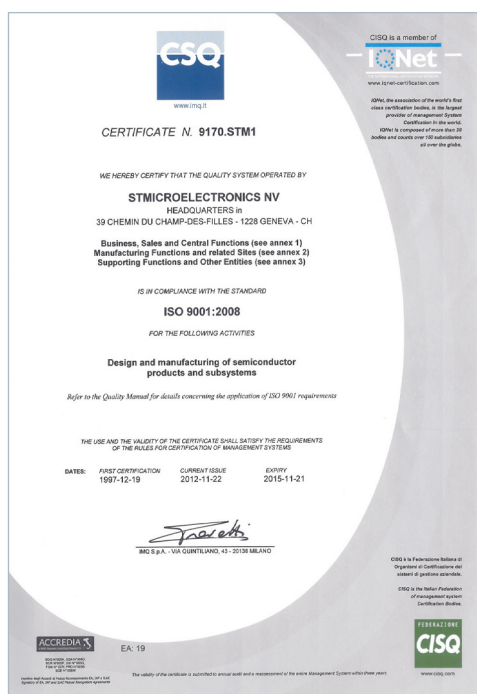 CSQ
www.imq.it
CISQ is a member of
IQNet
www.iqnet-certification.com
IQNet, the association of the world's first
class certification bodies, is the largest
provider of management System
Certification in the world.
IQNet is composed of more than 30
bodies and counts over 150 subsidiaries
all over the globe.
CERTIFICATE N. 9170.STM1
WE HEREBY CERTIFY THAT THE QUALITY SYSTEM OPERATED BY
STMICROELECTRONICS NV
HEADQUARTERS in
39 CHEMIN DU CHAMP-DES-FILLES - 1228 GENEVA - CH
Business, Sales and Central Functions (see annex 1)
Manufacturing Functions and related Sites (see annex 2)
Supporting Functions and Other Entities (see annex 3)
IS IN COMPLIANCE WITH THE STANDARD
ISO 9001:2008
FOR THE FOLLOWING ACTIVITIES
Design and manufacturing of semiconductor
products and subsystems
Refer to the Quality Manual for details concerning the application of ISO 9001 requirements
THE USE AND THE VALIDITY OF THE CERTIFICATE SHALL SATISFY THE REQUIREMENTS
OF THE RULES FOR CERTIFICATION OF MANAGEMENT SYSTEMS
DATES: FIRST CERTIFICATION CURRENT ISSUE EXPIRY
1997-12-19 2012-11-22 2015-11-21
IMQ S.p.A. - VIA QUINTILIANO, 43 - 20138 MILANO
CISQ è la Federazione Italiana di
Organismi di Certificazione dei
sistemi di gestione aziendale.
CISQ is the Italian Federation
of management system
Certification Bodies.
FEDERAZIONE
CISQ
www.cisq.com
ACCREDIA
EA: 19
The validity of the certificate is submitted to annual audit and a reassessment of the entire Management System within three years